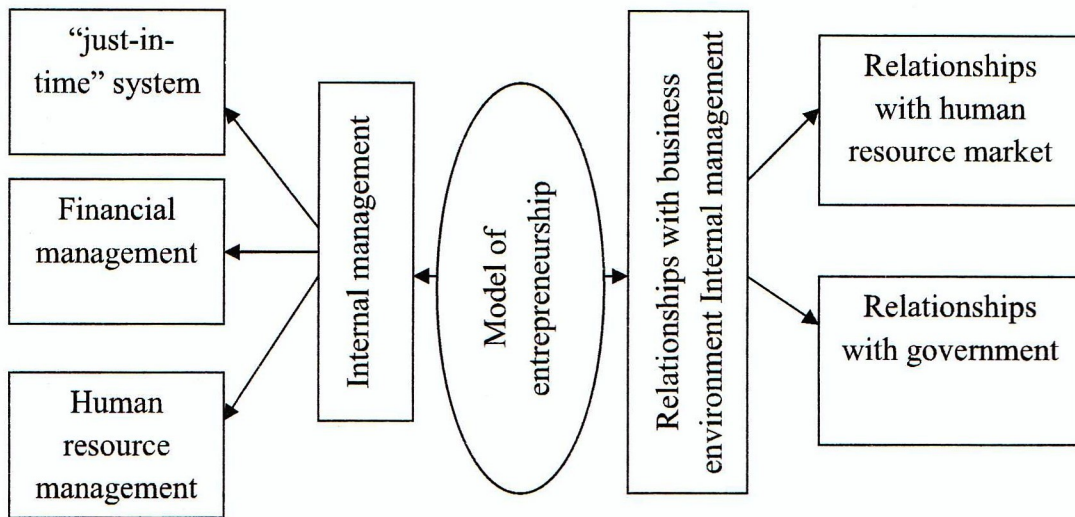 “just-in-
time” system
Financial
management
Human
resource
management
Internal management
Model of
entrepreneurship
Relationships with business
environment Internal management
Relationships
with human
resource market
Relationships
with government